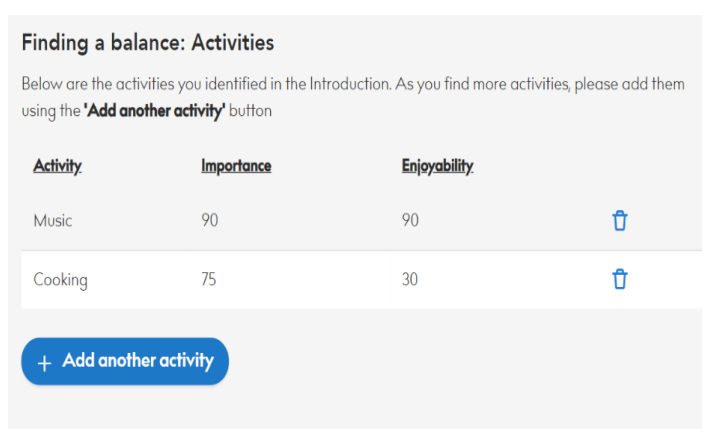 Finding a balance: Activities
Below are the activities you identified in the Introduction. As you find more activities, please add them
using the 'Add another activity' button
Activity Importance Enjoyability
Music 90 90
Cooking 75 30
+ Add another activity